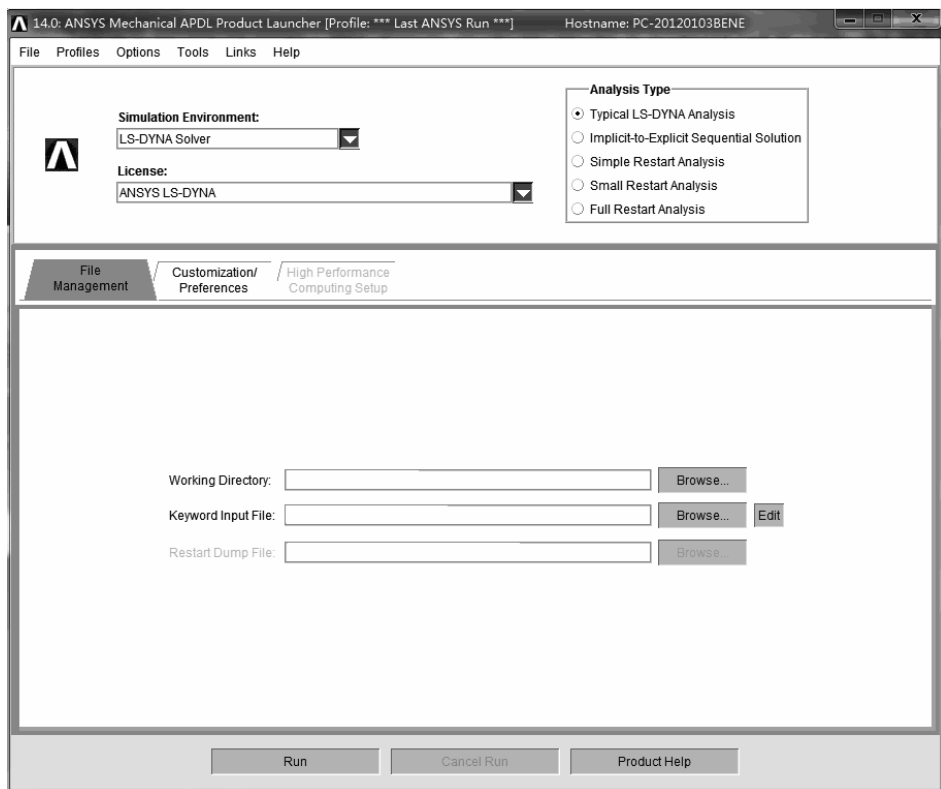 14.0: ANSYS Mechanical APDL Product Launcher [Profile: *** Last ANSYS Run ***] Hostname: PC-20120103BENE
File Profiles Options Tools Links Help
Analysis Type
Simulation Environment:
LS-DYNA Solver
License:
ANSYS LS-DYNA
Typical LS-DYNA Analysis
Implicit-to-Explicit Sequential Solution
Simple Restart Analysis
Small Restart Analysis
Full Restart Analysis
File
Management
Customization/
Preferences
High Performance
Computing Setup
Working Directory: Browse...
Keyword Input File: Browse... Edit
Restart Dump File: Browse...
Run Cancel Run Product Help